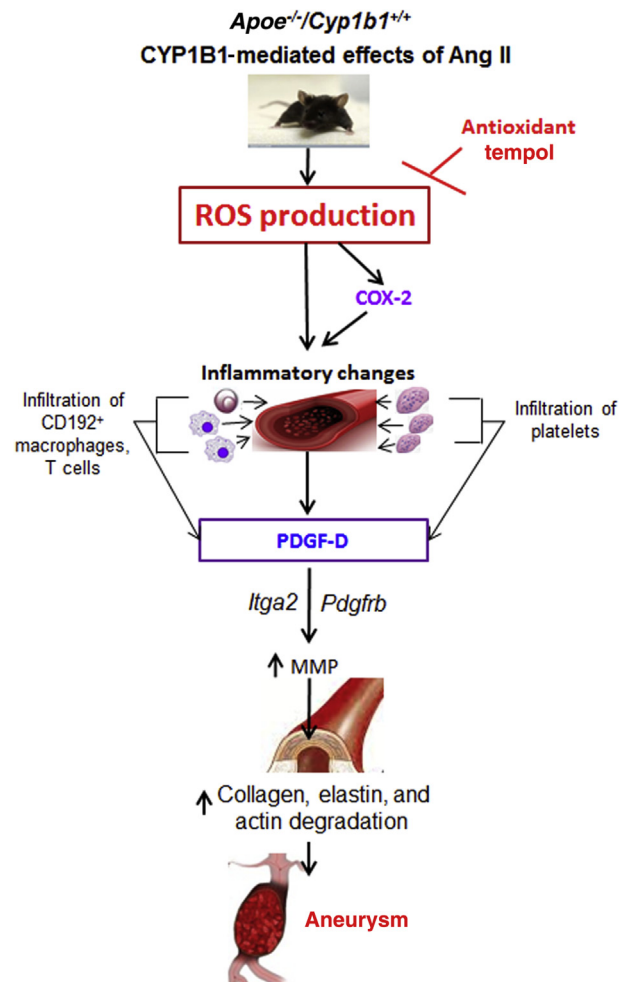 Apoe-/-/Cyp1b1+/+
CYP1B1-mediated effects of Ang II
Antioxidant
tempol
ROS production
COX-2
Inflammatory changes
Infiltration of
CD192+
macrophages,
T cells
Infiltration of
platelets
PDGF-D
Itga2 Pdgfrb
↑ MMP
↑ Collagen, elastin, and
actin degradation
Aneurysm